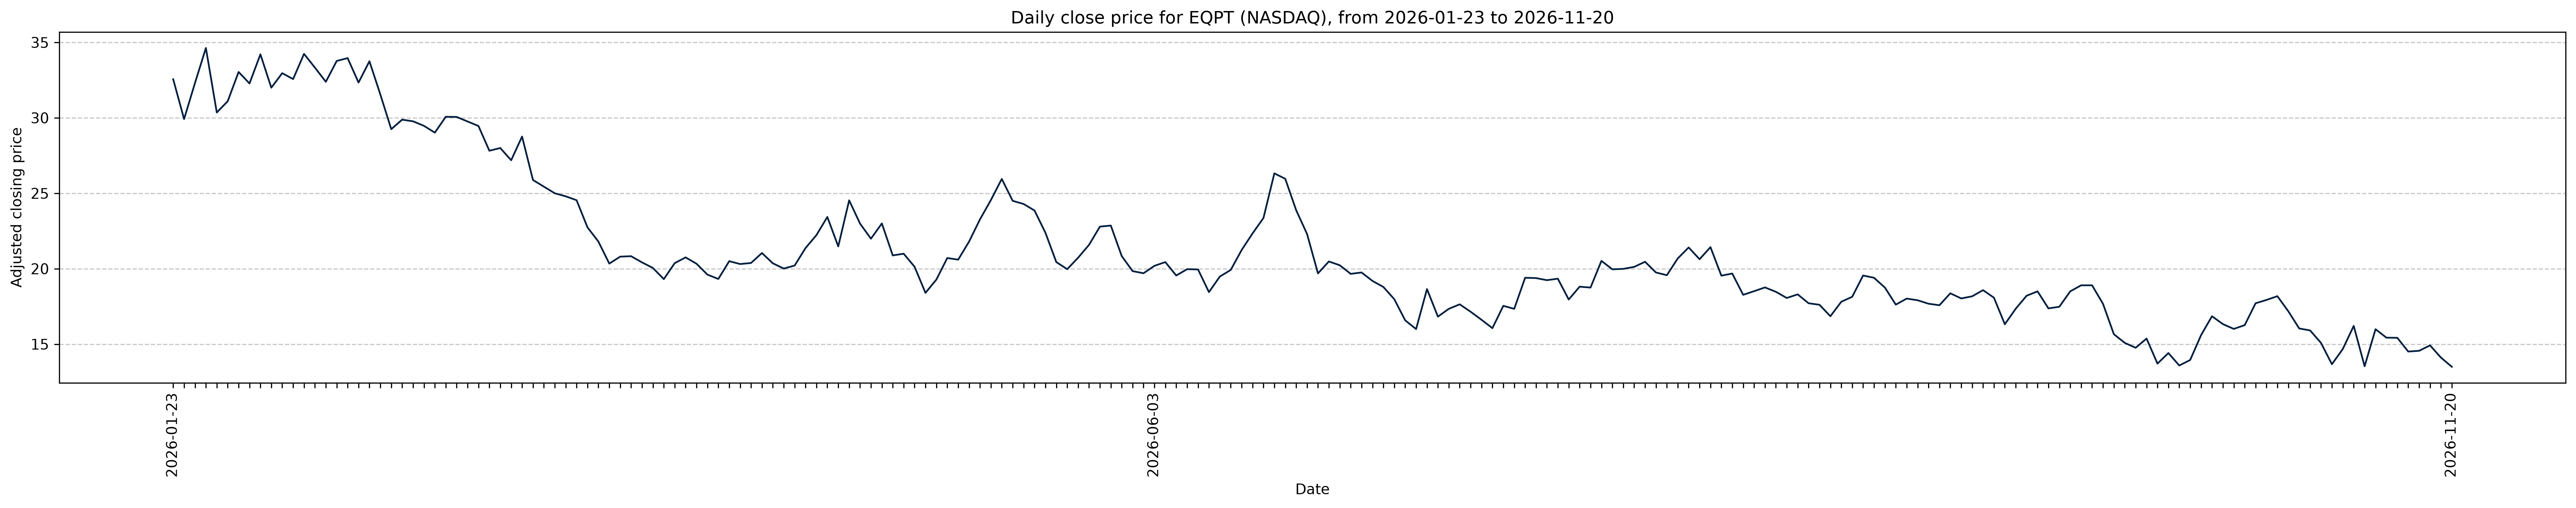 Daily close price for EQPT (NASDAQ), from 2026-01-23 to 2026-11-20
Adjusted closing price
35
30
25
20
15
2026-01-23
2026-06-03
2026-11-20
Date